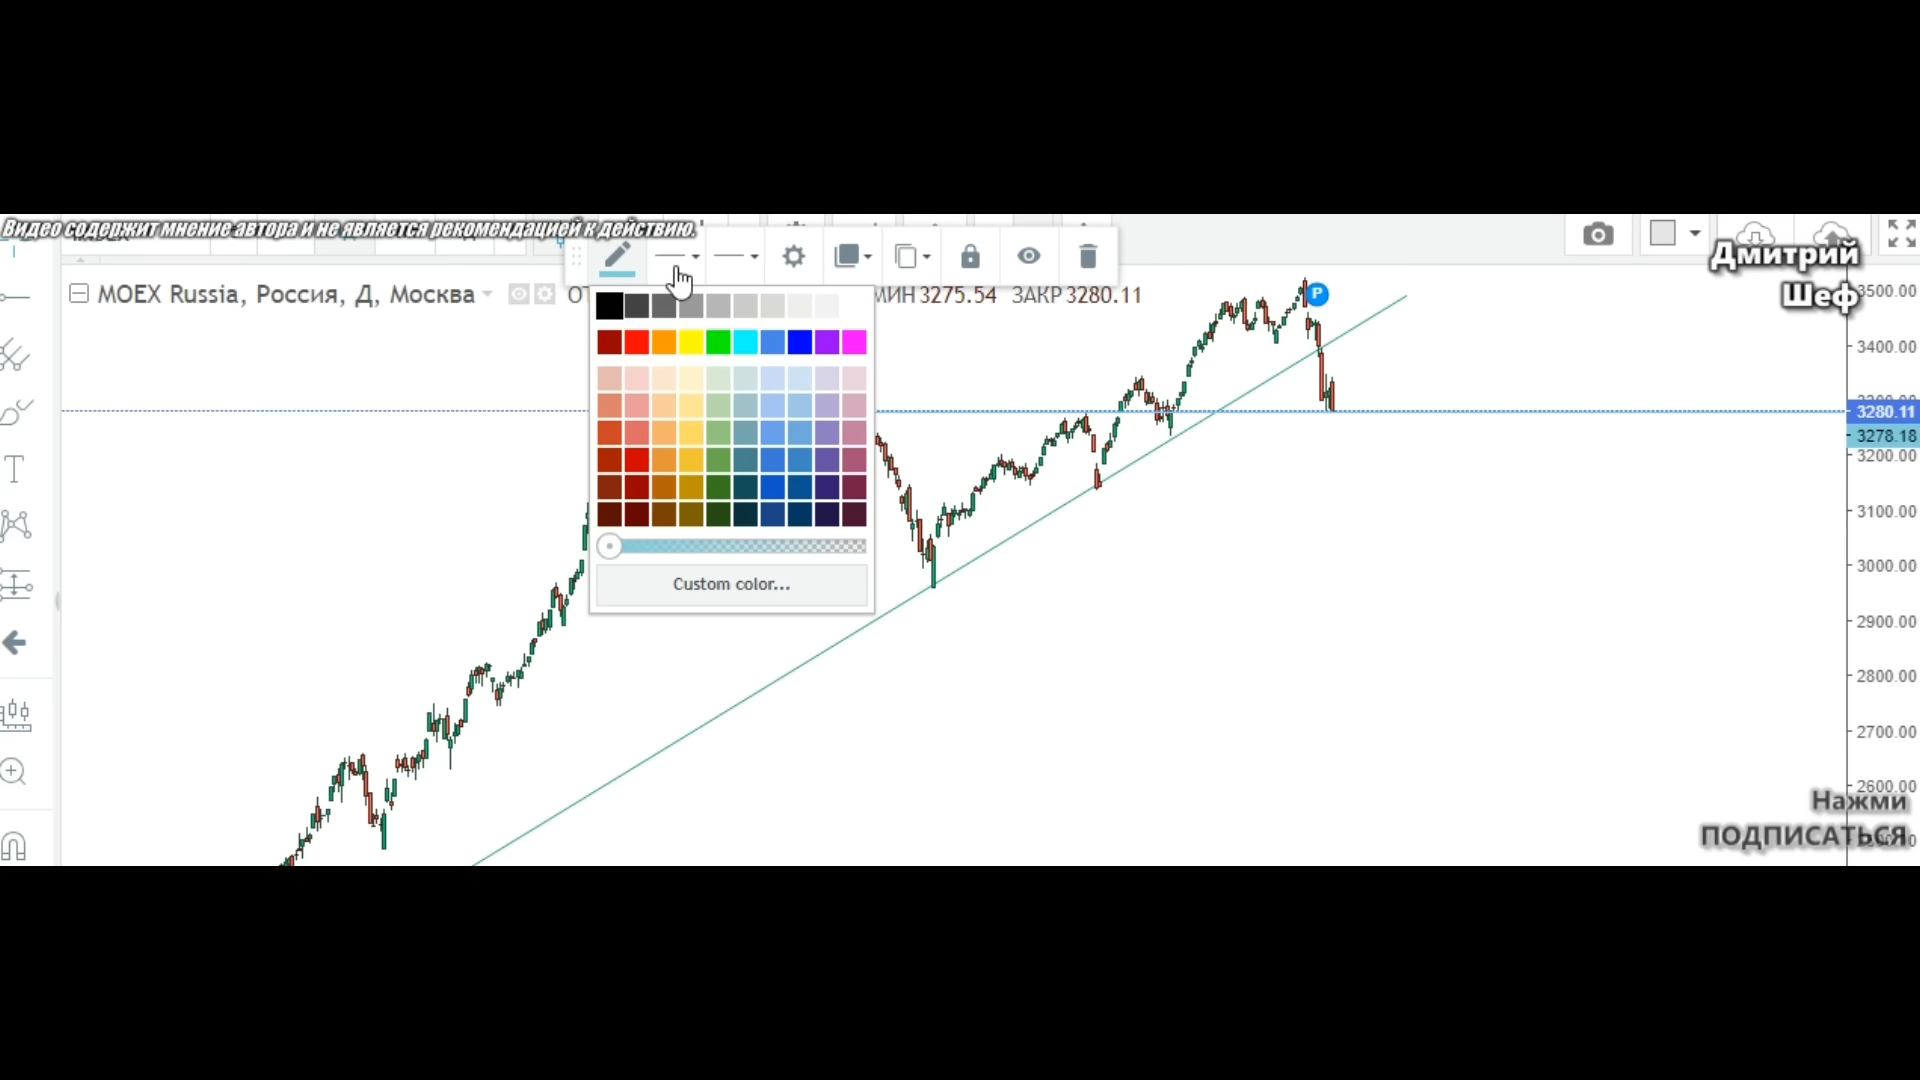 Видео содержит мнение автора и не является рекомендацией к действию.
Дмитрий
Шеф
MOEX Russia, Россия, Д, Москва
МИН 3275.54 ЗАКР 3280.11
P
3500.00
3400.00
3280.11
3278.18
3200.00
3100.00
3000.00
2900.00
2800.00
2700.00
2600.00
Custom color...
T
Нажми
ПОДПИСАТЬСЯ